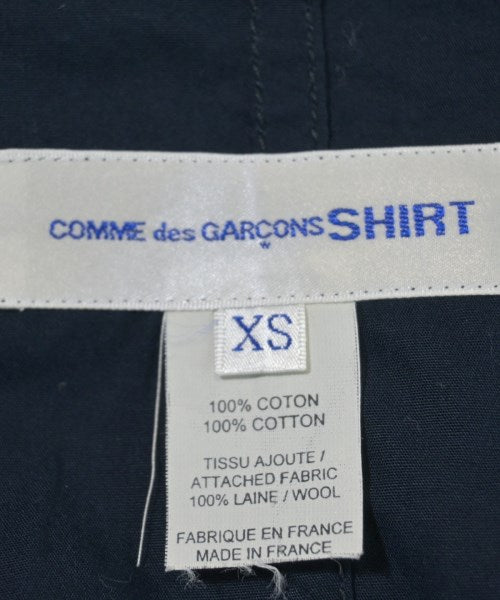 COMME des GARÇONS SHIRT
XS
100% COTON
100% COTTON
TISSU AJOUTE /
ATTACHED FABRIC
100% LAINE / WOOL
FABRIQUE EN FRANCE
MADE IN FRANCE